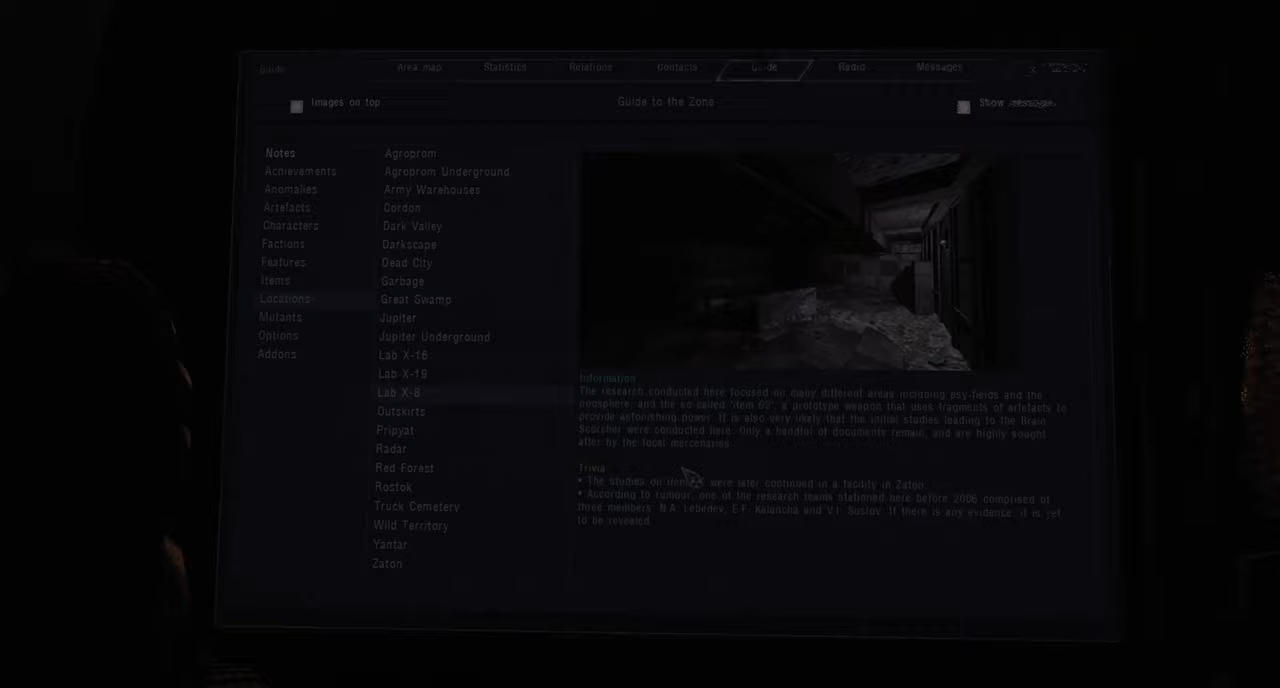 Guide
Area map
Statistics
Relations
Contacts
Guide
Radio
Messages
Images on top
Guide to the Zone
Show
Notes
Achievements
Anomalies
Artefacts
Characters
Factions
Features
Items
Locations
Mutants
Options
Addons
Agroprom
Agroprom Underground
Army Warehouses
Cordon
Dark Valley
Darkscape
Dead City
Garbage
Great Swamp
Jupiter
Jupiter Underground
Lab X-16
Lab X-19
Lab X-8
Outskirts
Pripyat
Radar
Red Forest
Rostok
Truck Cemetery
Wild Territory
Yantar
Zaton
Information
The research conducted here focused on many different areas including psy-fields and the
noosphere, and the so-called 'item 62', a prototype weapon that uses fragments of artefacts to
provide astonishing power. It is also very likely that the initial studies leading to the Brain
Scorcher were conducted here. Only a handful of documents remain, and are highly sought
after by the local mercenaries.
Trivia
• The studies on were later continued in a facility in Zaton.
• According to rumour, one of the research teams stationed here before 2006 comprised of
three members: N.A. Lebedev, E.F. Kalancha and V.I. Suslov. If there is any evidence, it is yet
to be revealed.